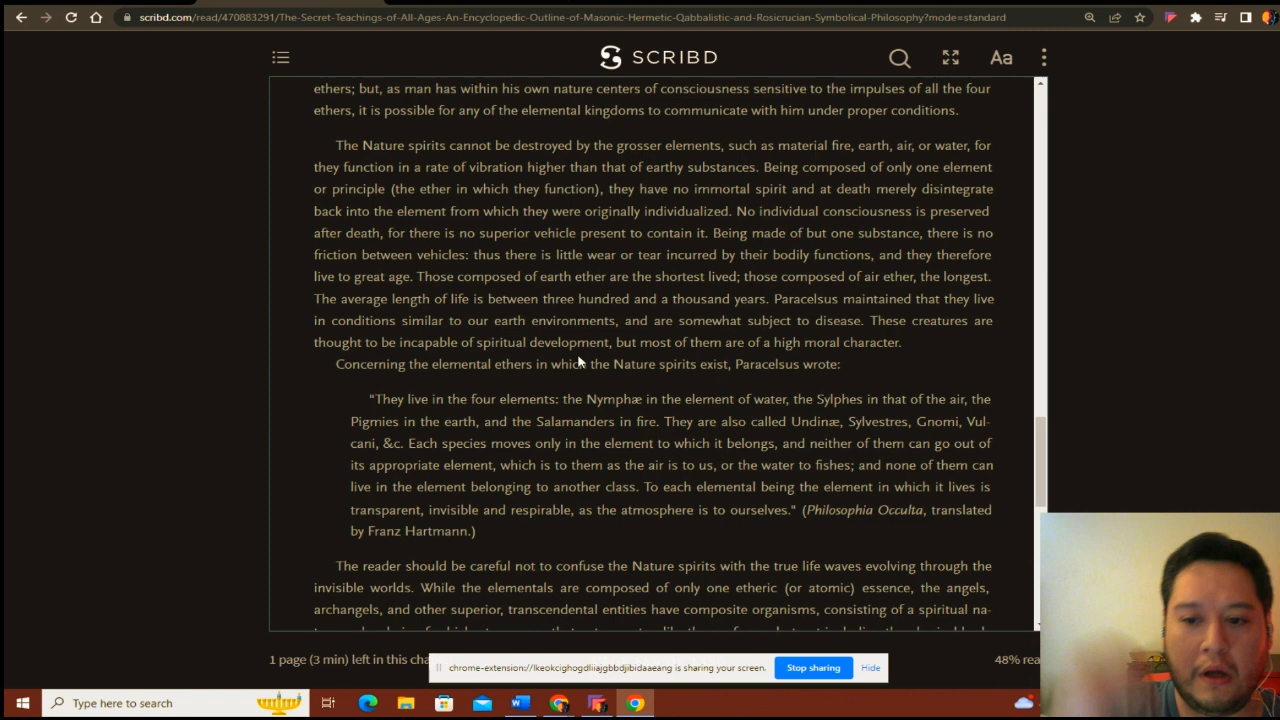 scribd.com/read/470883291/The-Secret-Teachings-of-All-Ages-An-Encyclopedic-Outline-of-Masonic-Hermetic-Qabbalistic-and-Rosicrucian-Symbolical-Philosophy?mode=standard
SCRIBD
Aa
ethers; but, as man has within his own nature centers of consciousness sensitive to the impulses of all the four
ethers, it is possible for any of the elemental kingdoms to communicate with him under proper conditions.
The Nature spirits cannot be destroyed by the grosser elements, such as material fire, earth, air, or water, for
they function in a rate of vibration higher than that of earthy substances. Being composed of only one element
or principle (the ether in which they function), they have no immortal spirit and at death merely disintegrate
back into the element from which they were originally individualized. No individual consciousness is preserved
after death, for there is no superior vehicle present to contain it. Being made of but one substance, there is no
friction between vehicles: thus there is little wear or tear incurred by their bodily functions, and they therefore
live to great age. Those composed of earth ether are the shortest lived; those composed of air ether, the longest.
The average length of life is between three hundred and a thousand years. Paracelsus maintained that they live
in conditions similar to our earth environments, and are somewhat subject to disease. These creatures are
thought to be incapable of spiritual development, but most of them are of a high moral character.
Concerning the elemental ethers in which the Nature spirits exist, Paracelsus wrote:
"They live in the four elements: the Nymphæ in the element of water, the Sylphes in that of the air, the
Pigmies in the earth, and the Salamanders in fire. They are also called Undinæ, Sylvestres, Gnomi, Vul-
cani, &c. Each species moves only in the element to which it belongs, and neither of them can go out of
its appropriate element, which is to them as the air is to us, or the water to fishes; and none of them can
live in the element belonging to another class. To each elemental being the element in which it lives is
transparent, invisible and respirable, as the atmosphere is to ourselves." (Philosophia Occulta, translated
by Franz Hartmann.)
The reader should be careful not to confuse the Nature spirits with the true life waves evolving through the
invisible worlds. While the elementals are composed of only one etheric (or atomic) essence, the angels,
archangels, and other superior, transcendental entities have composite organisms, consisting of a spiritual na-
1 page (3 min) left in this cha
chrome-extension://lkeokcighogdliiajgbbdjibidaaeang is sharing your screen.
Stop sharing
Hide
48% rea
Type here to search